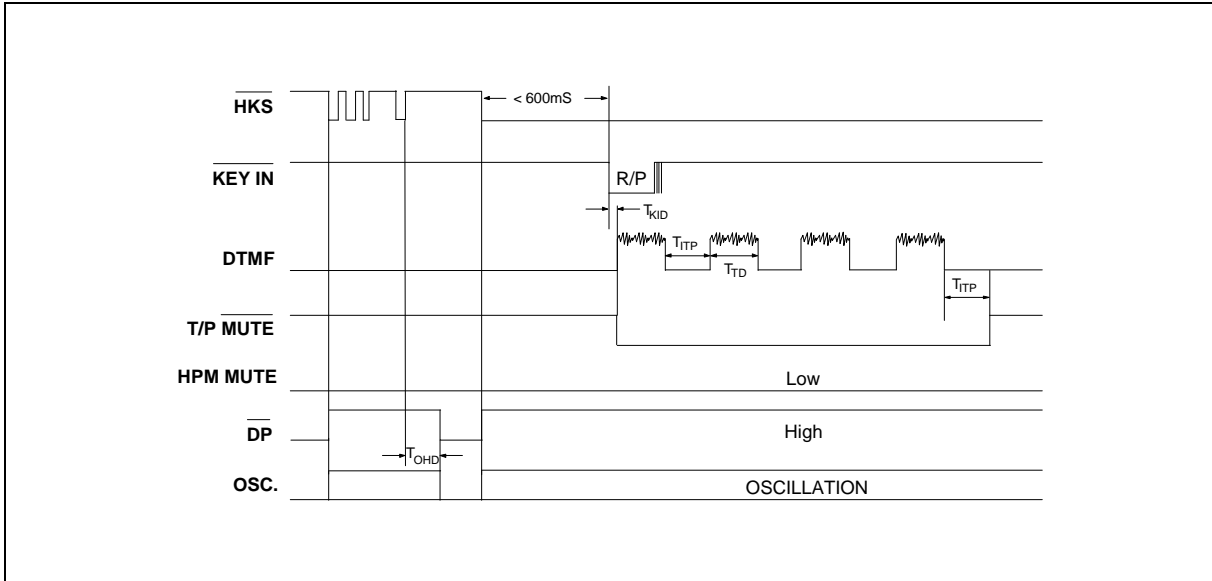 HKS
< 600mS
KEY IN
R/P
TKID
DTMF
TITP
TTD
TITP
T/P MUTE
HPM MUTE
Low
DP
High
TOHD
OSC.
OSCILLATION